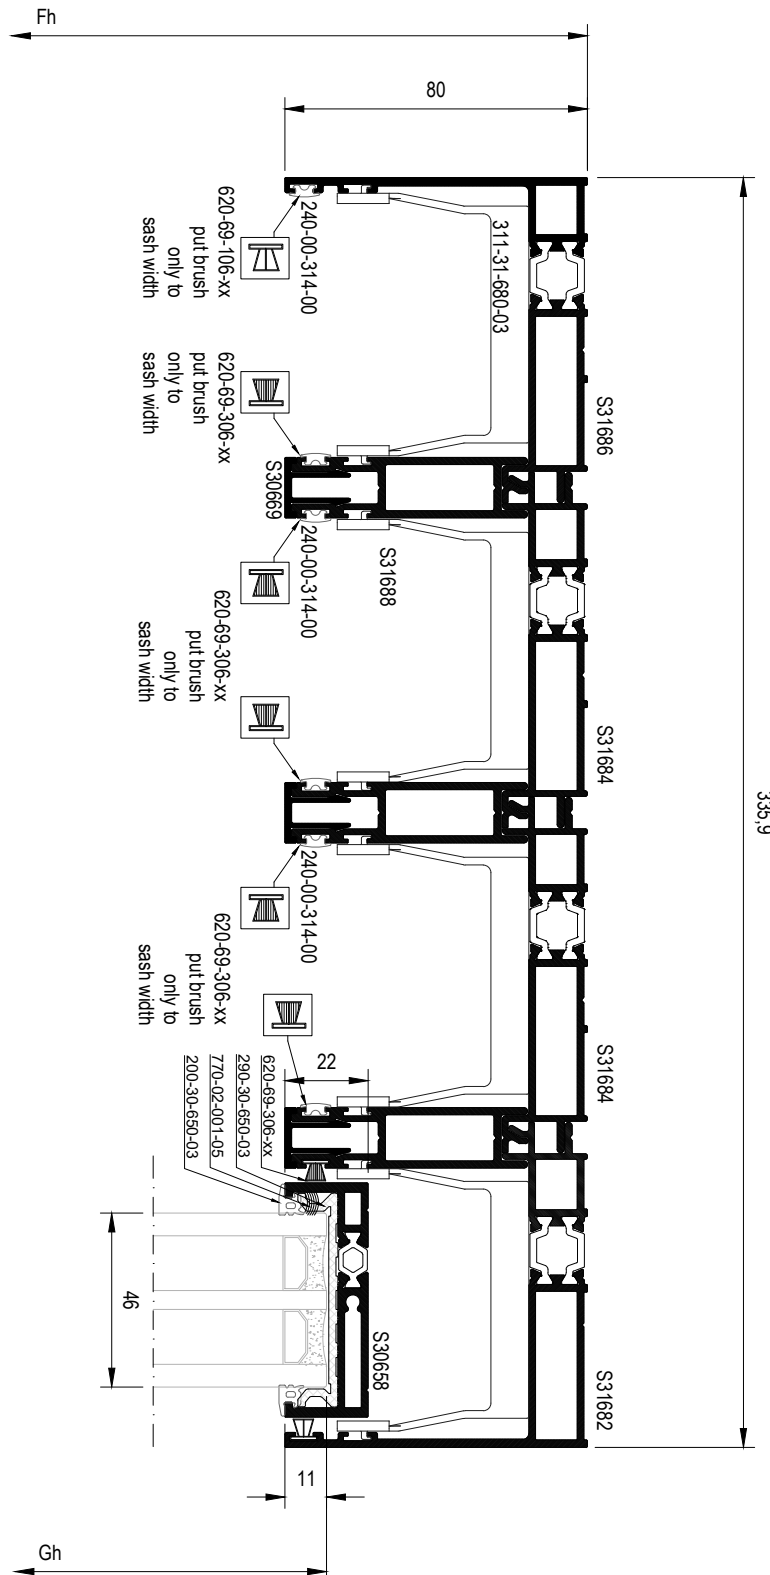 Fh
80
620-69-106-xx
put brush
only to
sash width
240-00-314-00
311-31-680-03
S31686
620-69-306-xx
put brush
only to
sash width
S30669
240-00-314-00
S31688
620-69-306-xx
put brush
only to
sash width
S31684
335,9
240-00-314-00
620-69-306-xx
put brush
only to
sash width
S31684
22
620-69-306-xx
290-30-650-03
770-02-001-05
200-30-650-03
46
S30658
S31682
11
Gh